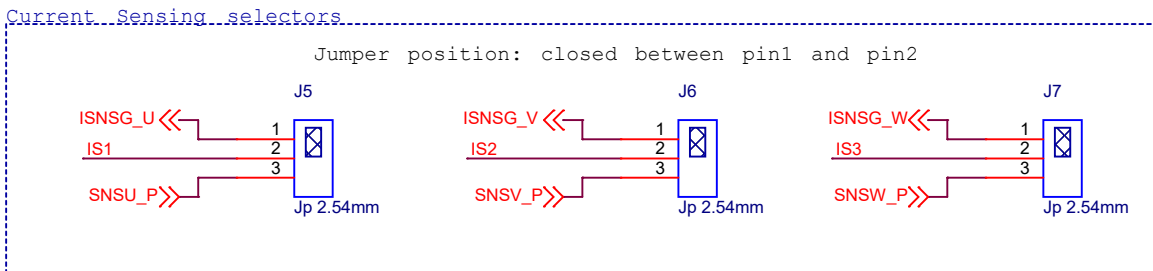 Current Sensing selectors
Jumper position: closed between pin1 and pin2
J5 J6 J7
ISNSG_U ISNSG_V ISNSG_W
1 1 1
IS1 2 IS2 2 IS3 2
3 3 3
SNSU_P SNSV_P SNSW_P
Jp 2.54mm Jp 2.54mm Jp 2.54mm